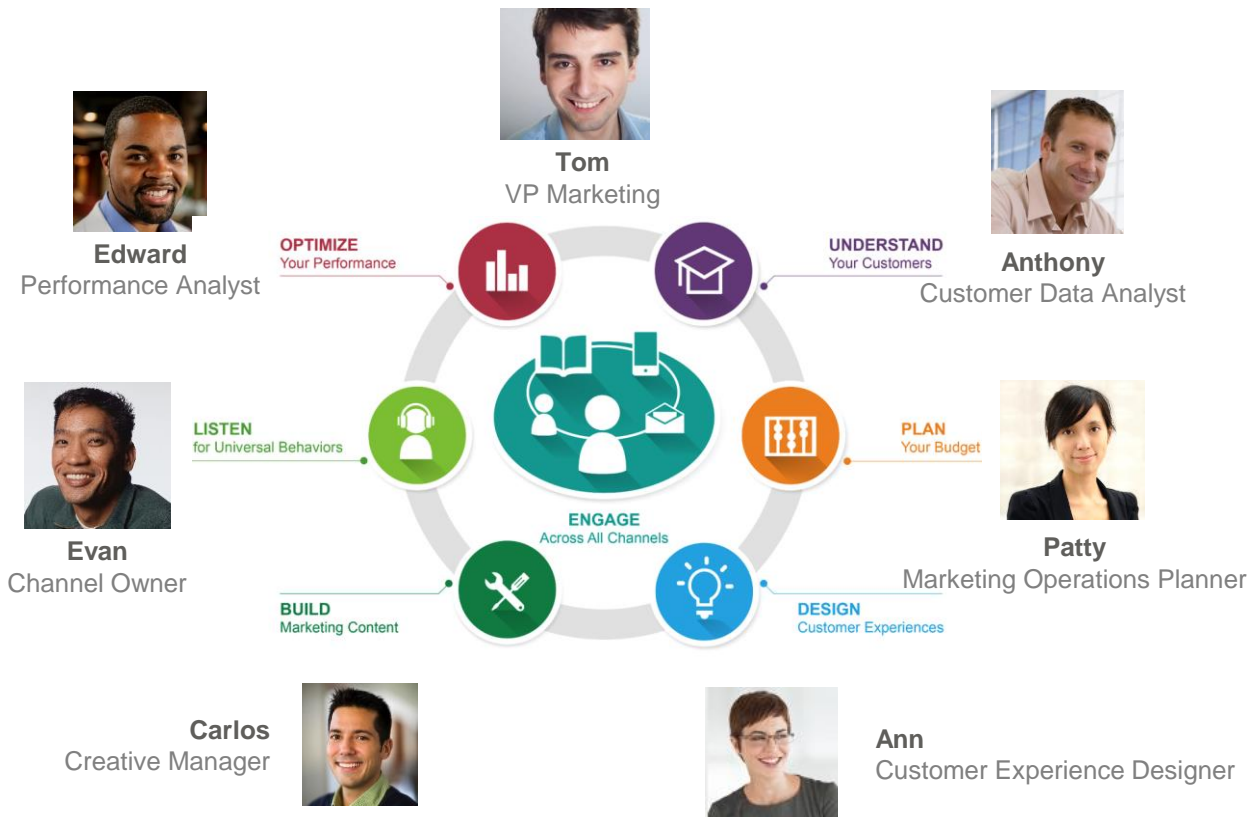 Tom
VP Marketing
Edward
Performance Analyst
OPTIMIZE
Your Performance
UNDERSTAND
Your Customers
Anthony
Customer Data Analyst
LISTEN
for Universal Behaviors
PLAN
Your Budget
Evan
Channel Owner
ENGAGE
Across All Channels
Patty
Marketing Operations Planner
BUILD
Marketing Content
DESIGN
Customer Experiences
Carlos
Creative Manager
Ann
Customer Experience Designer